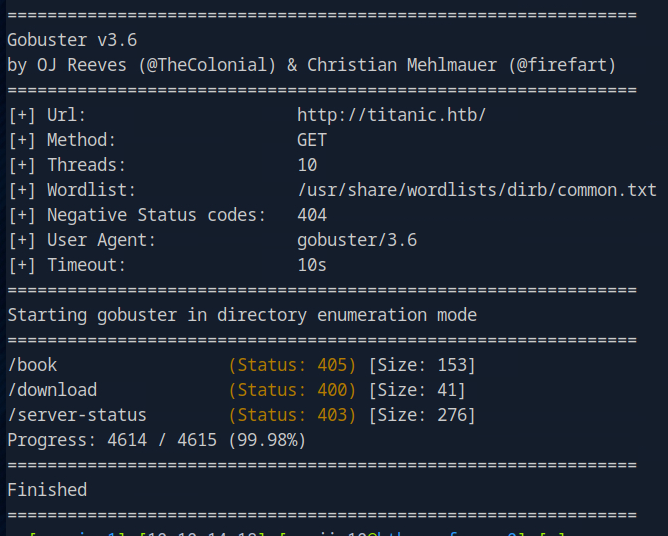 ===============================================================
Gobuster v3.6
by OJ Reeves (@TheColonial) & Christian Mehlmauer (@firefart)
===============================================================
[+] Url:                     http://titanic.htb/
[+] Method:                  GET
[+] Threads:                 10
[+] Wordlist:                /usr/share/wordlists/dirb/common.txt
[+] Negative Status codes:   404
[+] User Agent:              gobuster/3.6
[+] Timeout:                 10s
===============================================================
Starting gobuster in directory enumeration mode
===============================================================
/book                 (Status: 405) [Size: 153]
/download             (Status: 400) [Size: 41]
/server-status        (Status: 403) [Size: 276]
Progress: 4614 / 4615 (99.98%)
===============================================================
Finished
===============================================================